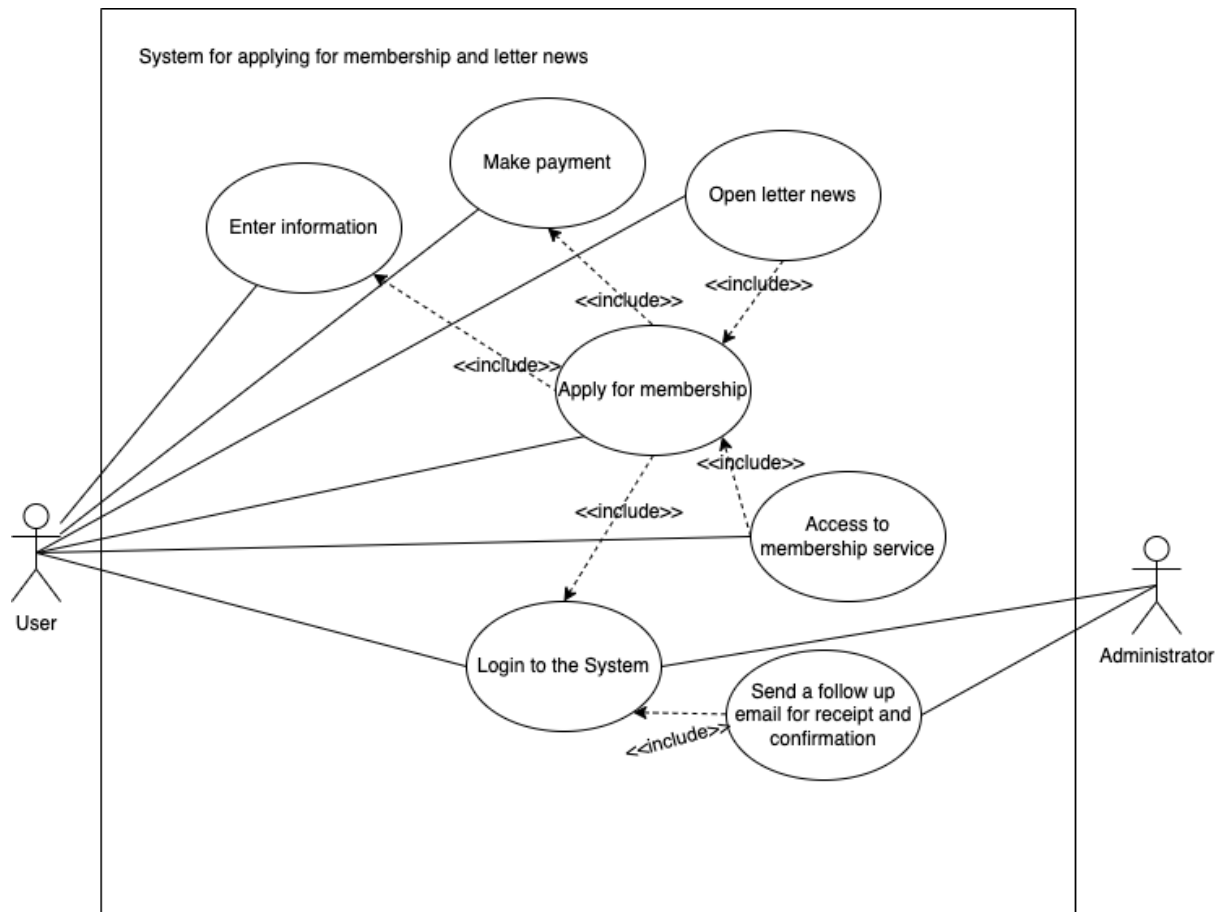 System for applying for membership and letter news
Make payment
Open letter news
Enter information
<<include>>
<<include>>
<<include>>
Apply for membership
<<include>>
<<include>>
Access to
membership service
User
Administrator
Login to the System
Send a follow up
email for receipt and
confirmation
<<include>>